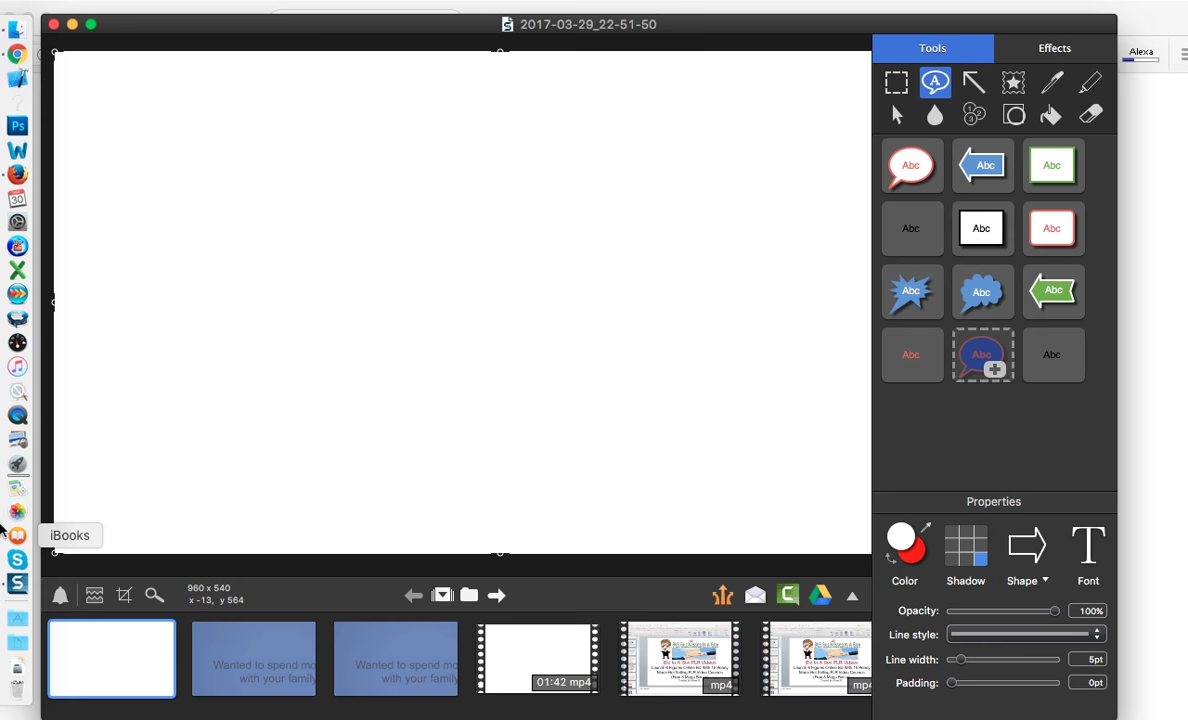 2017-03-29_22-51-50
Tools
Effects
Alexa
Abc
Abc
Abc
Abc
Abc
Abc
Abc
Abc
Abc
Abc
Abc
Abc
30
Ps
iBooks
Properties
Color
Shadow
Shape
Font
960 x 540
x -13, y 564
Opacity:
100%
Line style:
Line width:
5pt
Padding:
0pt
Wanted to spend mo
with your family
Wanted to spend mo
with your family
01:42 mp4
mp4
mp4